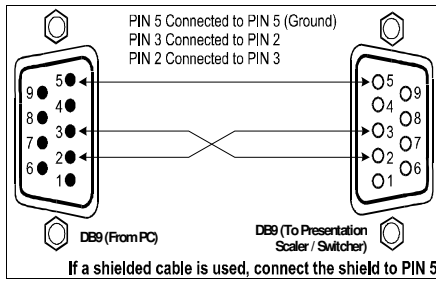 PIN 5 Connected to PIN 5 (Ground)
PIN 3 Connected to PIN 2
PIN 2 Connected to PIN 3
5
9
4
8
3
7
2
6
1
5
9
4
8
3
7
2
6
1
DB9 (From PC)
DB9 (To Presentation
Scaler / Switcher)
If a shielded cable is used, connect the shield to PIN 5